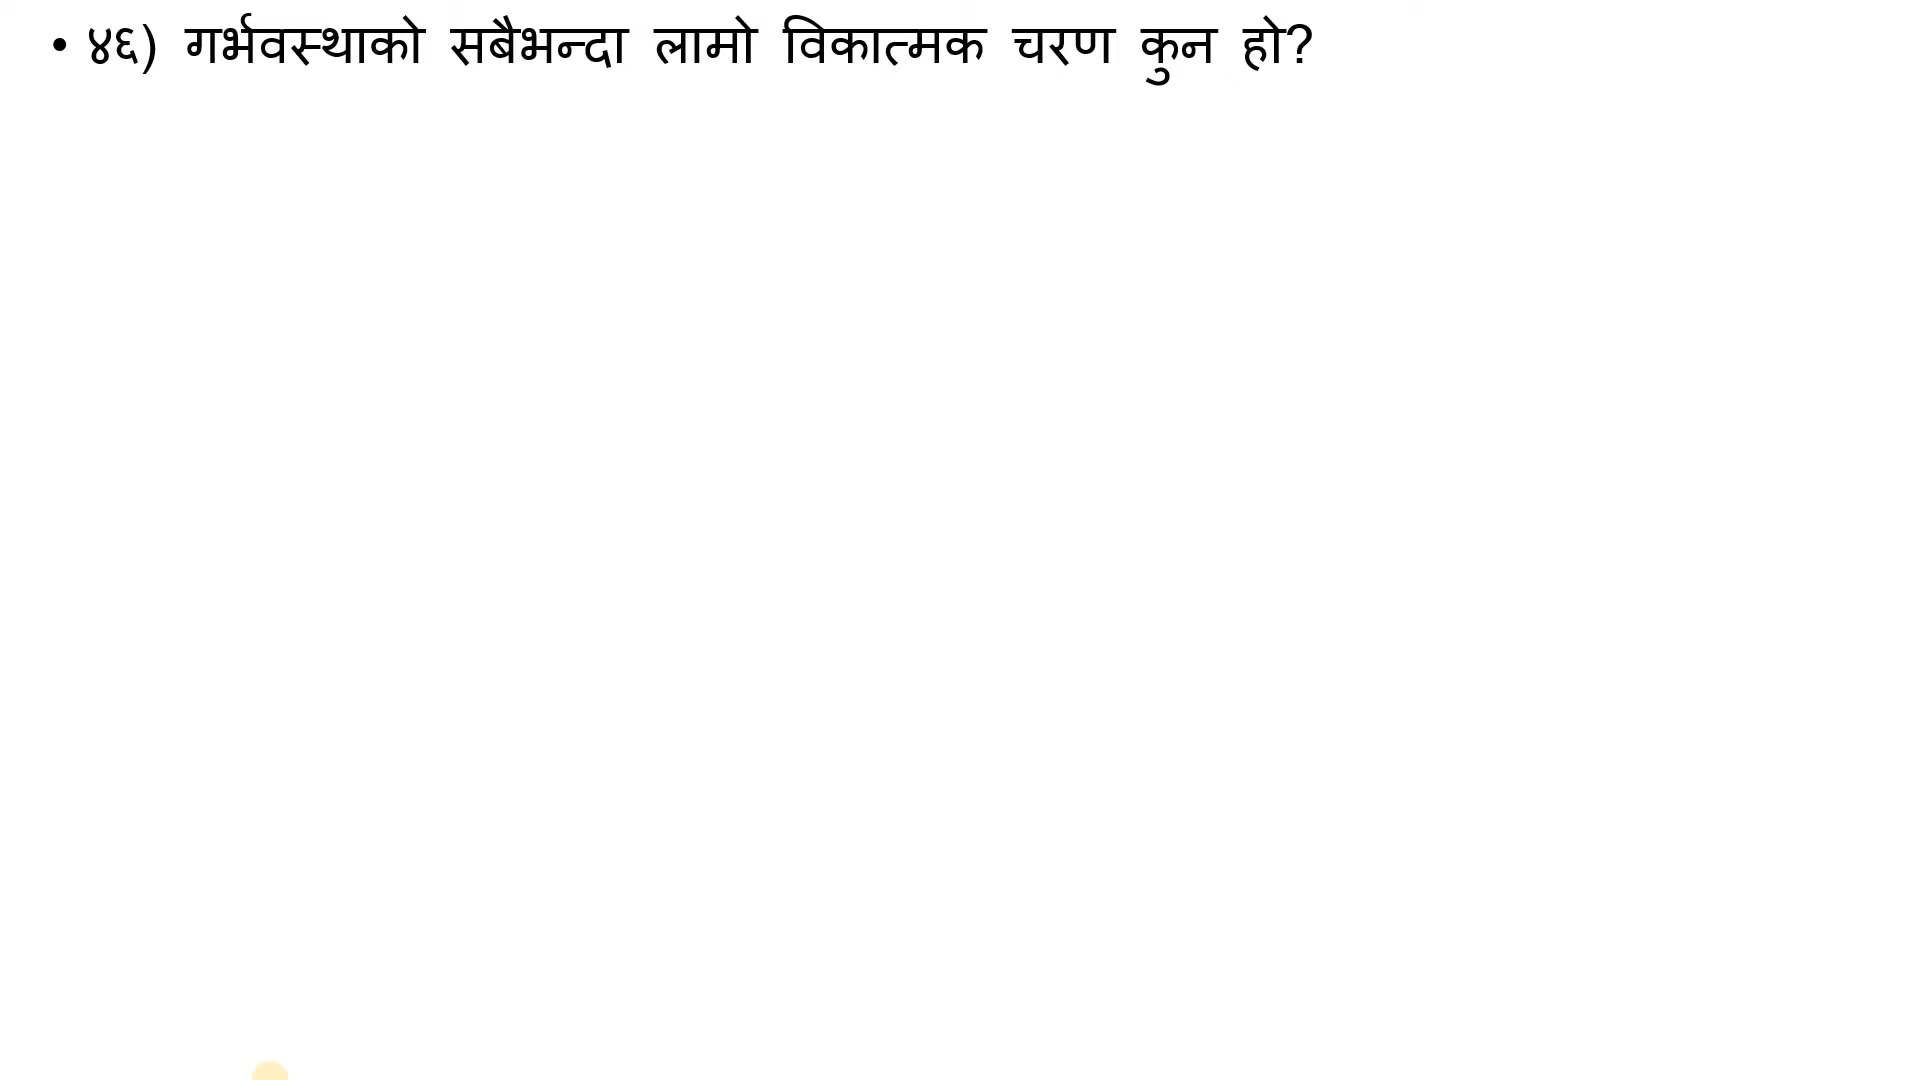 • ४६) गर्भवस्थाको सबैभन्दा लामो विकात्मक चरण कुन हो?